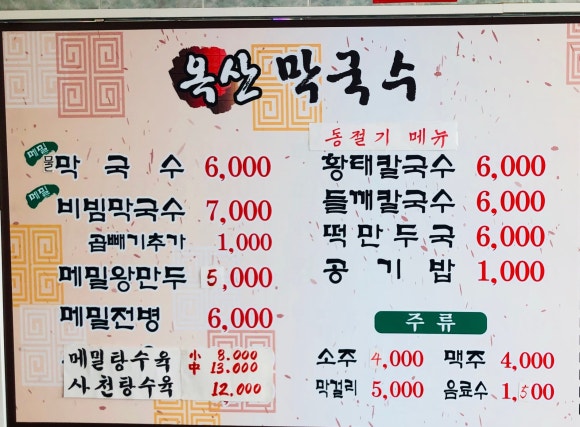 옥산 막국수
메밀 물 막국수 6,000
메밀 비빔막국수 7,000
곱빼기추가 1,000
메밀왕만두 5,000
메밀전병 6,000
메밀탕수육 小 8.000
中 13.000
사천탕수육 12,000
동절기 메뉴
황태칼국수 6,000
들깨칼국수 6,000
떡만두국 6,000
공기밥 1,000
주류
소주 4,000 맥주 4,000
막걸리 5,000 음료수 1,500